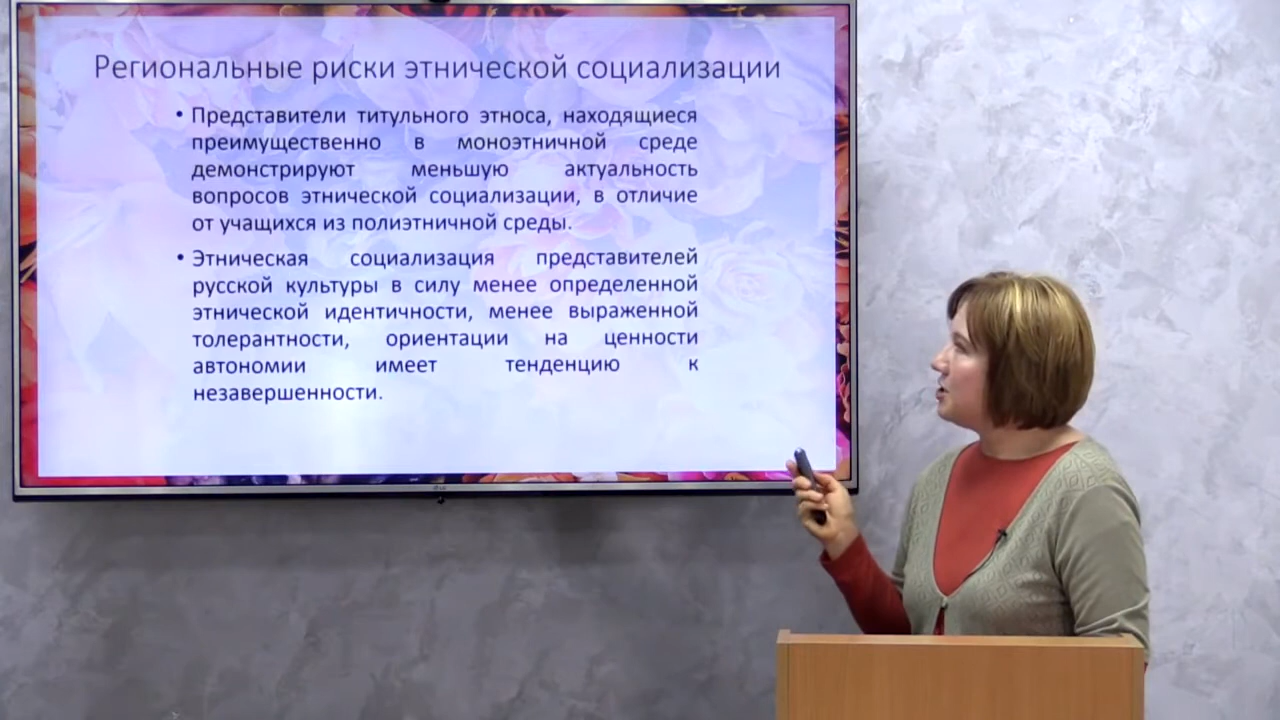 Региональные риски этнической социализации
• Представители титульного этноса, находящиеся
преимущественно в моноэтничной среде
демонстрируют меньшую актуальность
вопросов этнической социализации, в отличие
от учащихся из полиэтничной среды.
• Этническая социализация представителей
русской культуры в силу менее определенной
этнической идентичности, менее выраженной
толерантности, ориентации на ценности
автономии имеет тенденцию к
незавершенности.
LG